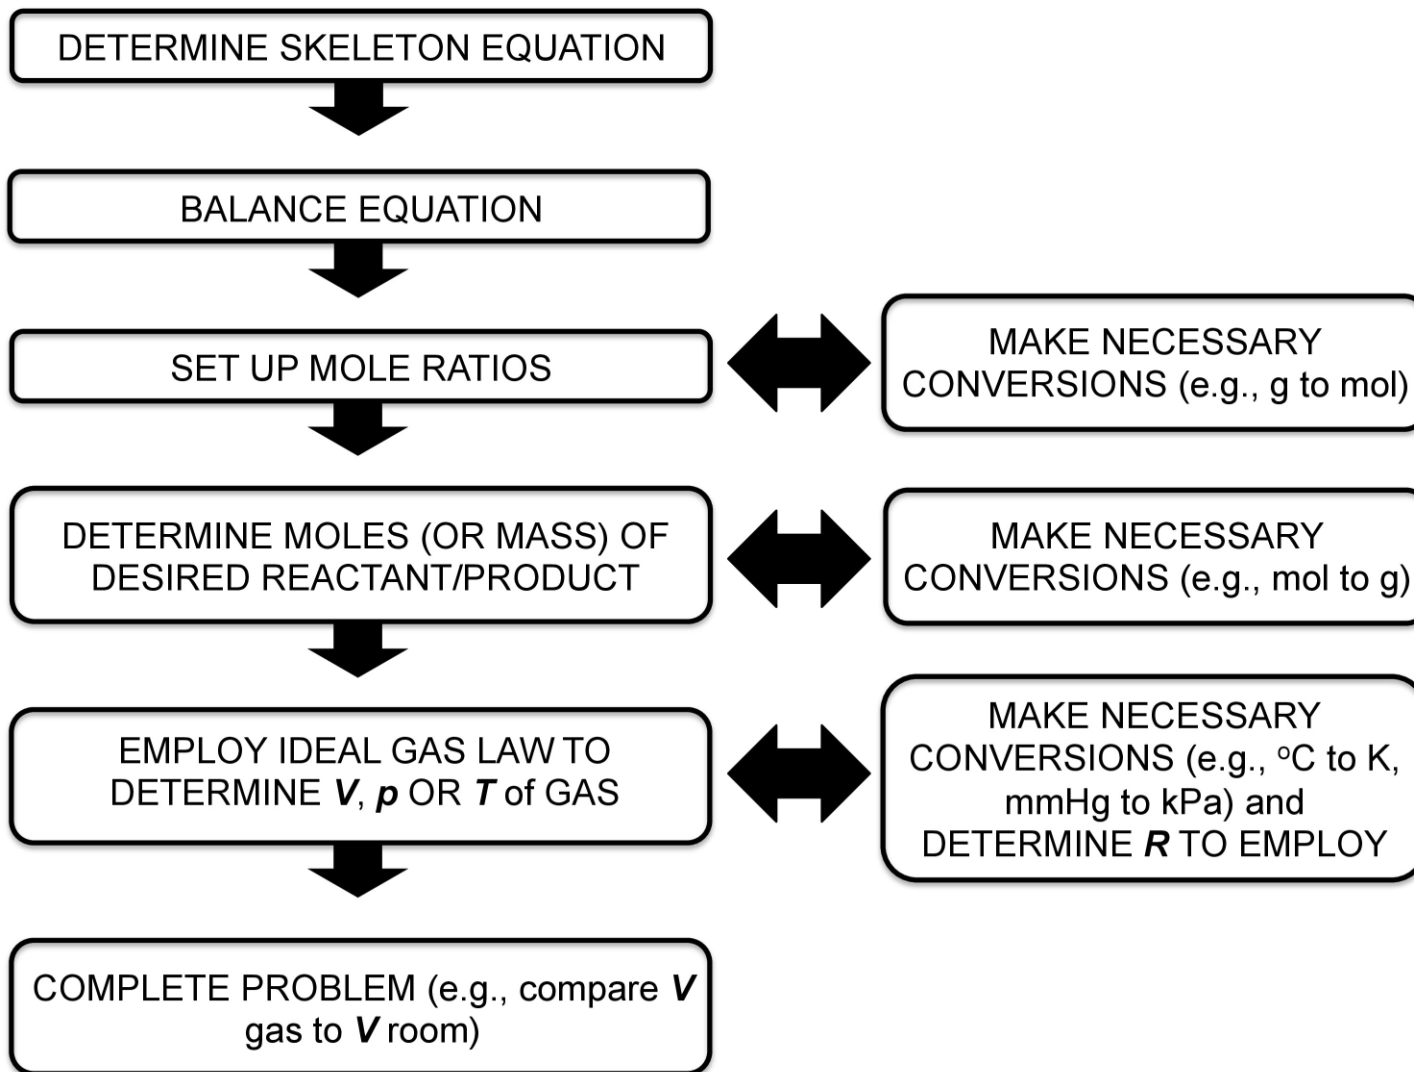 DETERMINE SKELETON EQUATION
BALANCE EQUATION
SET UP MOLE RATIOS
MAKE NECESSARY
CONVERSIONS (e.g., g to mol)
DETERMINE MOLES (OR MASS) OF
DESIRED REACTANT/PRODUCT
MAKE NECESSARY
CONVERSIONS (e.g., mol to g)
EMPLOY IDEAL GAS LAW TO
DETERMINE V, p OR T of GAS
MAKE NECESSARY
CONVERSIONS (e.g., ºC to K,
mmHg to kPa) and
DETERMINE R TO EMPLOY
COMPLETE PROBLEM (e.g., compare V
gas to V room)